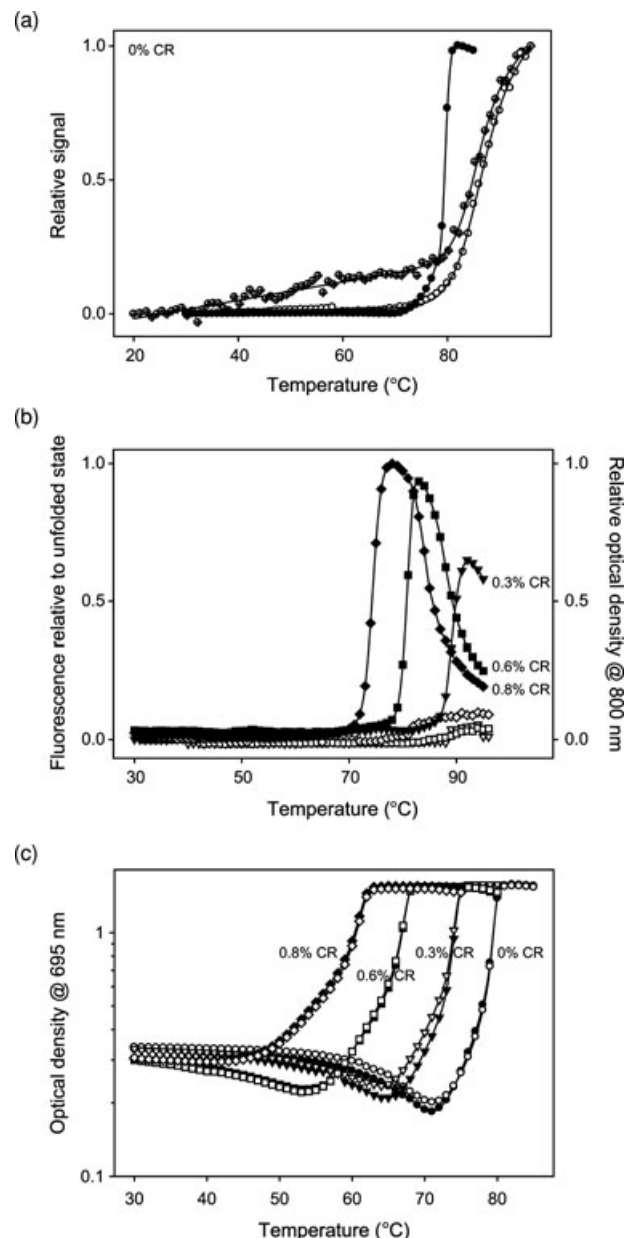 (a)
0% CR
1.0
0.5
0.0
Relative signal
20 40 60 80
Temperature (°C)
(b)
1.0
0.5
0.0
Fluorescence relative to unfolded state
1.0
0.5
0.0
Relative optical density @ 800 nm
0.3% CR
0.6% CR
0.8% CR
30 50 70 90
Temperature (°C)
(c)
1
0.1
Optical density @ 695 nm
0.8% CR
0.6% CR
0.3% CR
0% CR
30 40 50 60 70 80
Temperature (°C)